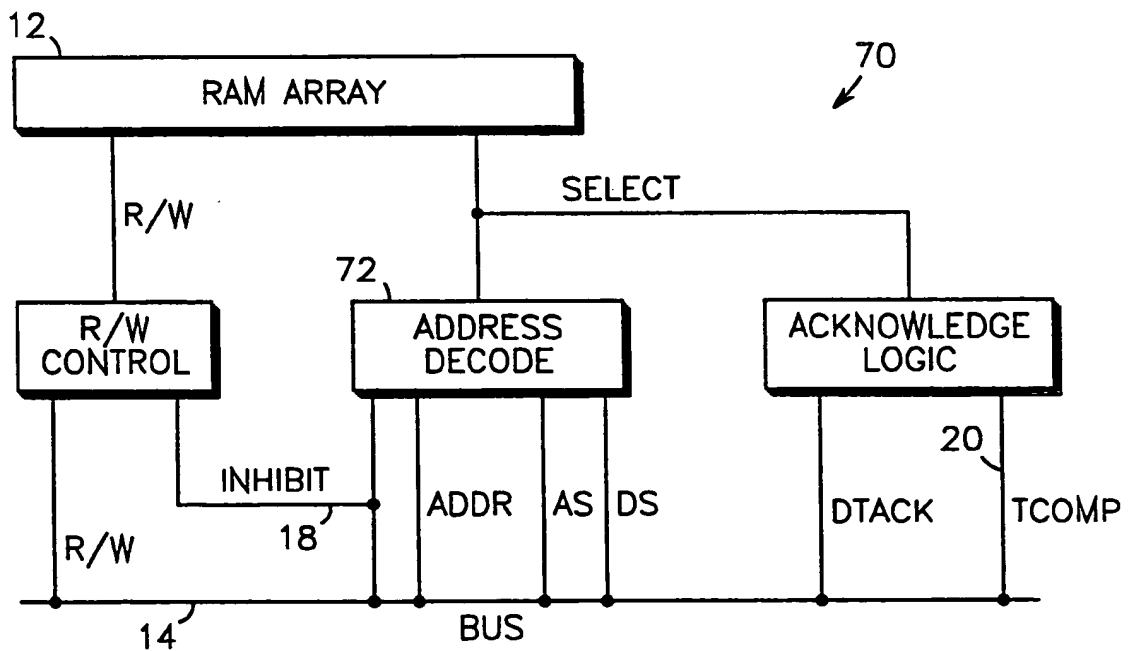 12
RAM ARRAY
70
SELECT
R/W
72
R/W
CONTROL
ADDRESS
DECODE
ACKNOWLEDGE
LOGIC
20
INHIBIT
18
ADDR
AS
DS
DTACK
TCOMP
R/W
14
BUS